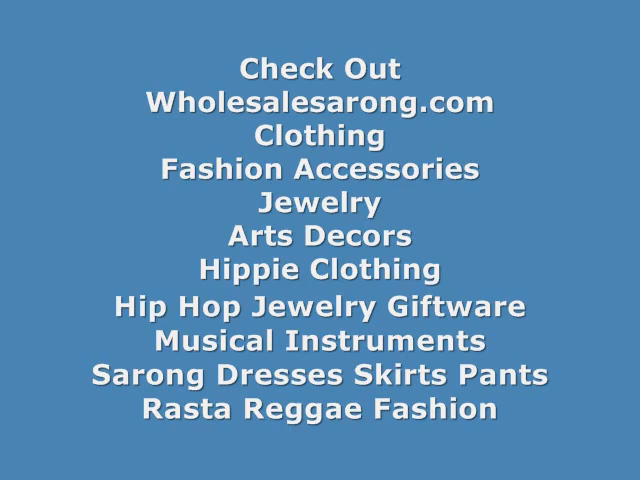 Check Out
Wholesalesarong.com
Clothing
Fashion Accessories
Jewelry
Arts Decors
Hippie Clothing
Hip Hop Jewelry Giftware
Musical Instruments
Sarong Dresses Skirts Pants
Rasta Reggae Fashion